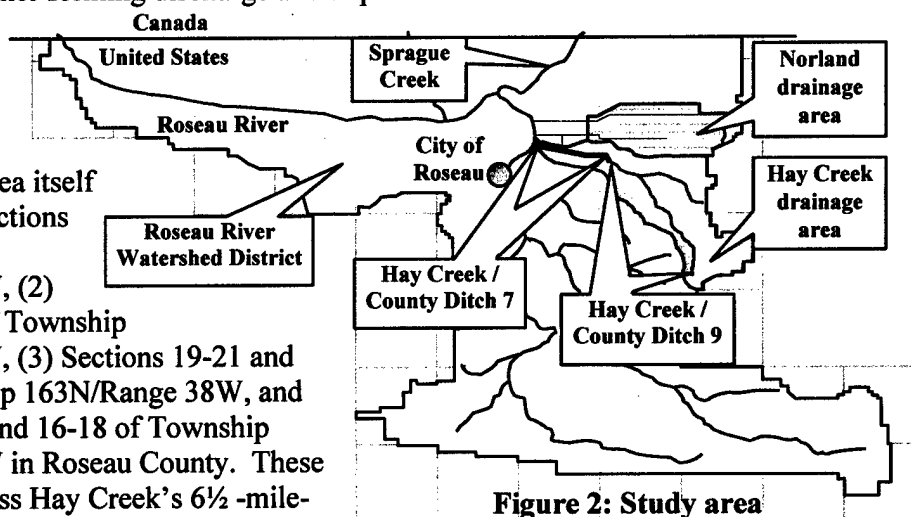 Canada
United States
Sprague
Creek
Norland
drainage
area
Roseau River
City of
Roseau
Hay Creek
drainage
area
Roseau River
Watershed District
Hay Creek /
County Ditch 7
Hay Creek /
County Ditch 9
ea itself
ctions
, (2)
Township
, (3) Sections 19-21 and
p 163N/Range 38W, and
nd 16-18 of Township
in Roseau County. These
ss Hay Creek's 6½ -mile-
Figure 2: Study area